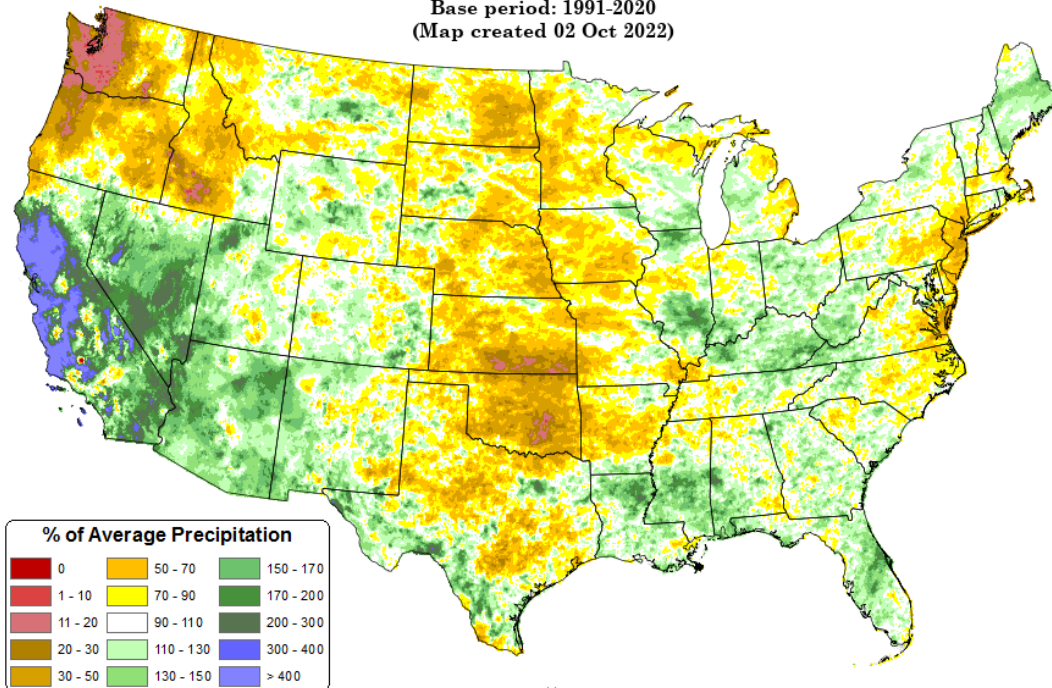 Base period: 1991-2020
(Map created 02 Oct 2022)
% of Average Precipitation
0
1 - 10
11 - 20
20 - 30
30 - 50
50 - 70
70 - 90
90 - 110
110 - 130
130 - 150
150 - 170
170 - 200
200 - 300
300 - 400
> 400